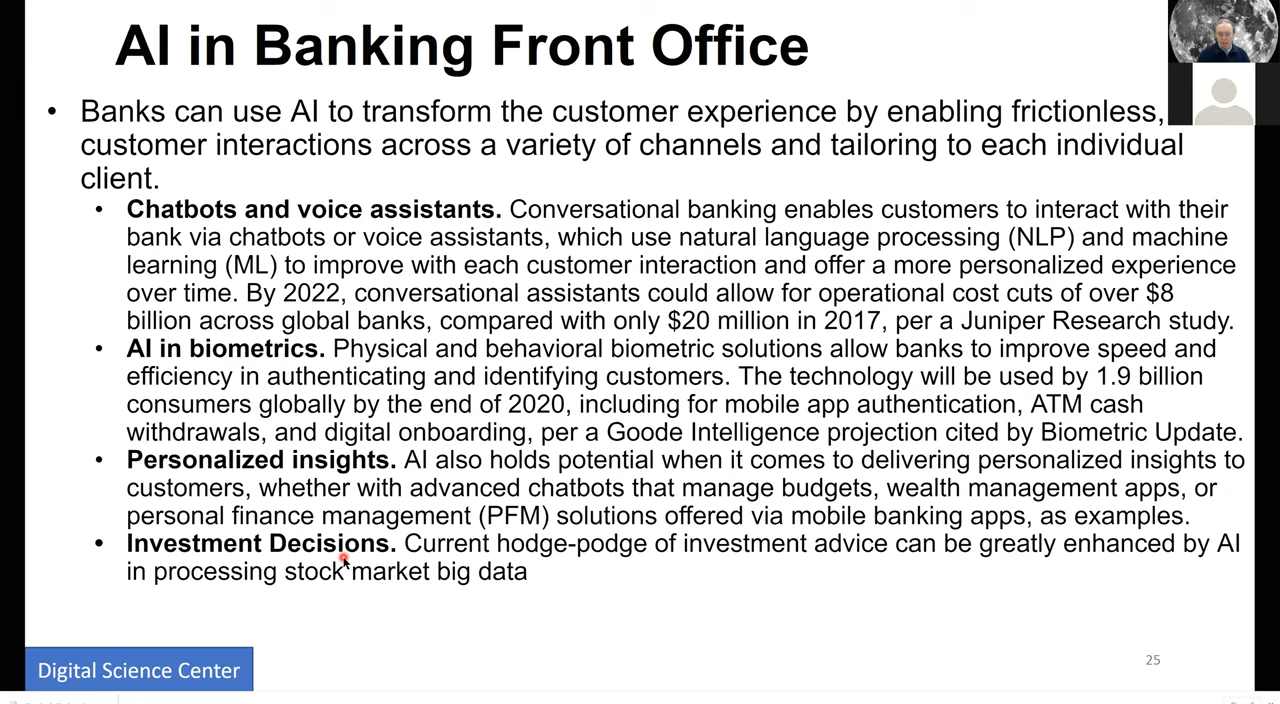 AI in Banking Front Office
• Banks can use AI to transform the customer experience by enabling frictionless,
customer interactions across a variety of channels and tailoring to each individual
client.
• Chatbots and voice assistants. Conversational banking enables customers to interact with their
bank via chatbots or voice assistants, which use natural language processing (NLP) and machine
learning (ML) to improve with each customer interaction and offer a more personalized experience
over time. By 2022, conversational assistants could allow for operational cost cuts of over $8
billion across global banks, compared with only $20 million in 2017, per a Juniper Research study.
• AI in biometrics. Physical and behavioral biometric solutions allow banks to improve speed and
efficiency in authenticating and identifying customers. The technology will be used by 1.9 billion
consumers globally by the end of 2020, including for mobile app authentication, ATM cash
withdrawals, and digital onboarding, per a Goode Intelligence projection cited by Biometric Update.
• Personalized insights. AI also holds potential when it comes to delivering personalized insights to
customers, whether with advanced chatbots that manage budgets, wealth management apps, or
personal finance management (PFM) solutions offered via mobile banking apps, as examples.
• Investment Decisions. Current hodge-podge of investment advice can be greatly enhanced by AI
in processing stock market big data
Digital Science Center
25